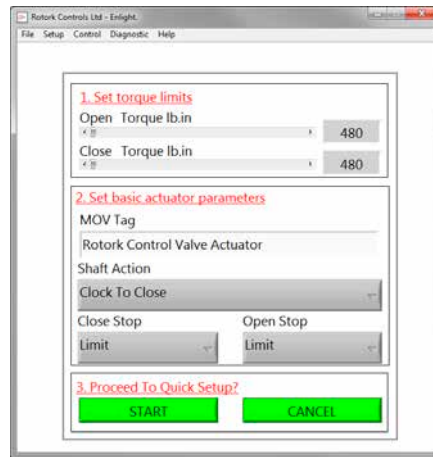 Rotork Controls Ltd - Enlight.
File Setup Control Diagnostic Help
1. Set torque limits
Open Torque lb.in
480
Close Torque lb.in
480
2. Set basic actuator parameters
MOV Tag
Rotork Control Valve Actuator
Shaft Action
Clock To Close
Close Stop Open Stop
Limit Limit
3. Proceed To Quick Setup?
START CANCEL